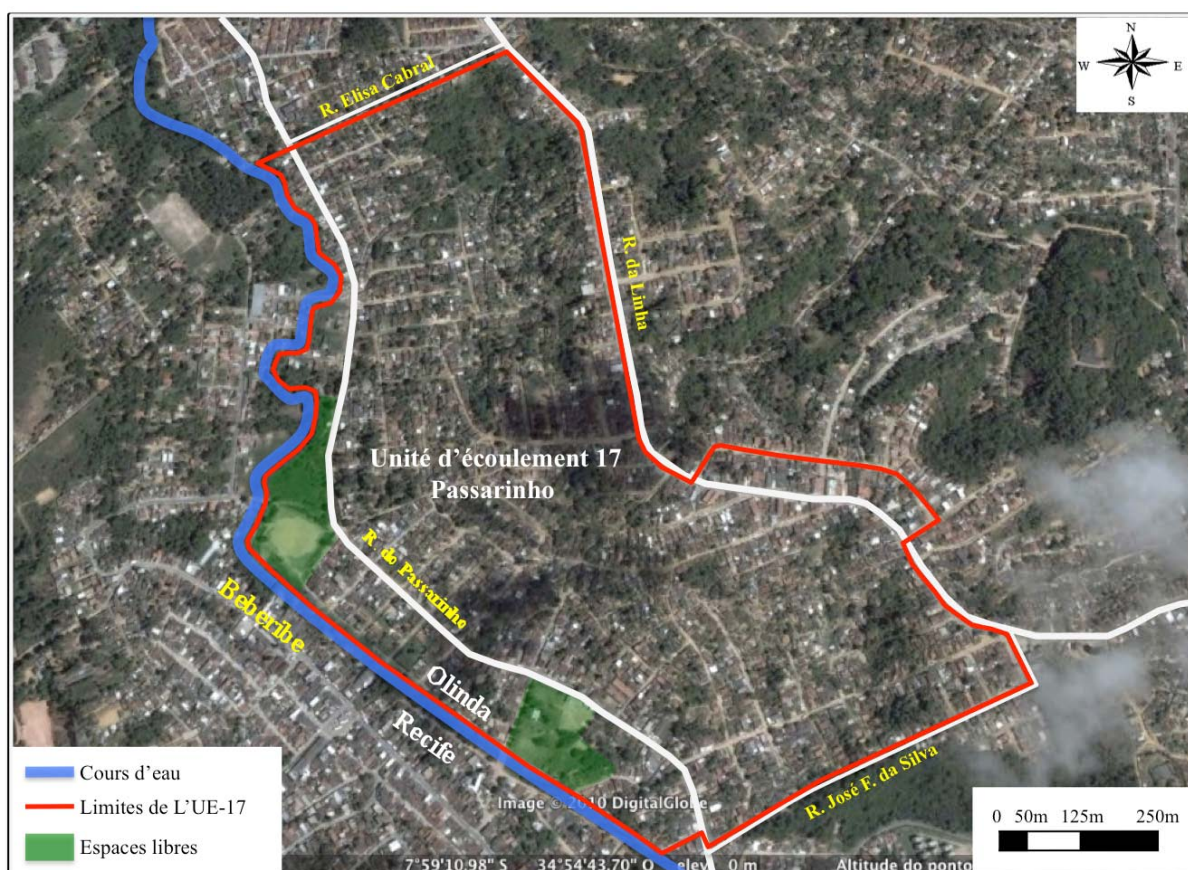 N
W E
S
R. Elisa Cabral
R. da Linha
Unité d'écoulement 17
Passarinho
R. do Passarinho
Beberibe
Olinda
Recife
R. José F. da Silva
Cours d'eau
Limites de L'UE-17
Espaces libres
Image © 2010 DigitalGlobe
0 50m 125m 250m
7°59'10.98" S 34°54'43.70" O elev 0 m Altitude do ponto